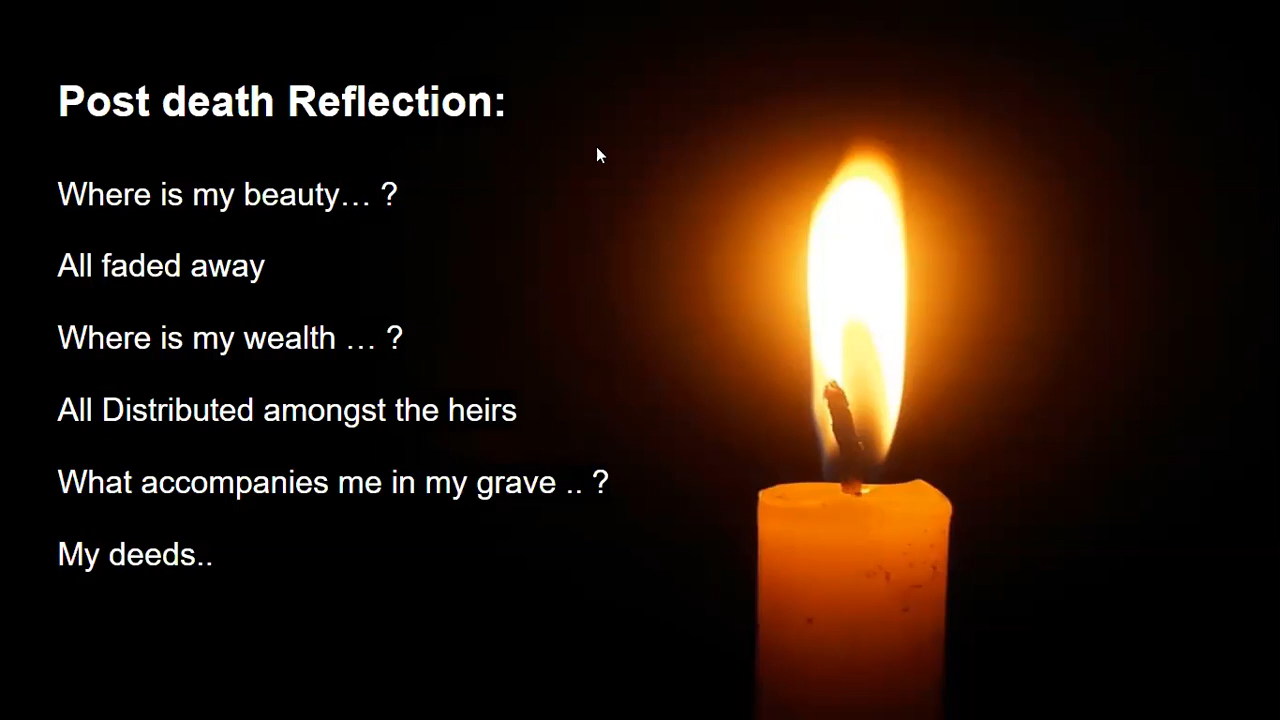 Post death Reflection:
Where is my beauty… ?
All faded away
Where is my wealth … ?
All Distributed amongst the heirs
What accompanies me in my grave .. ?
My deeds..